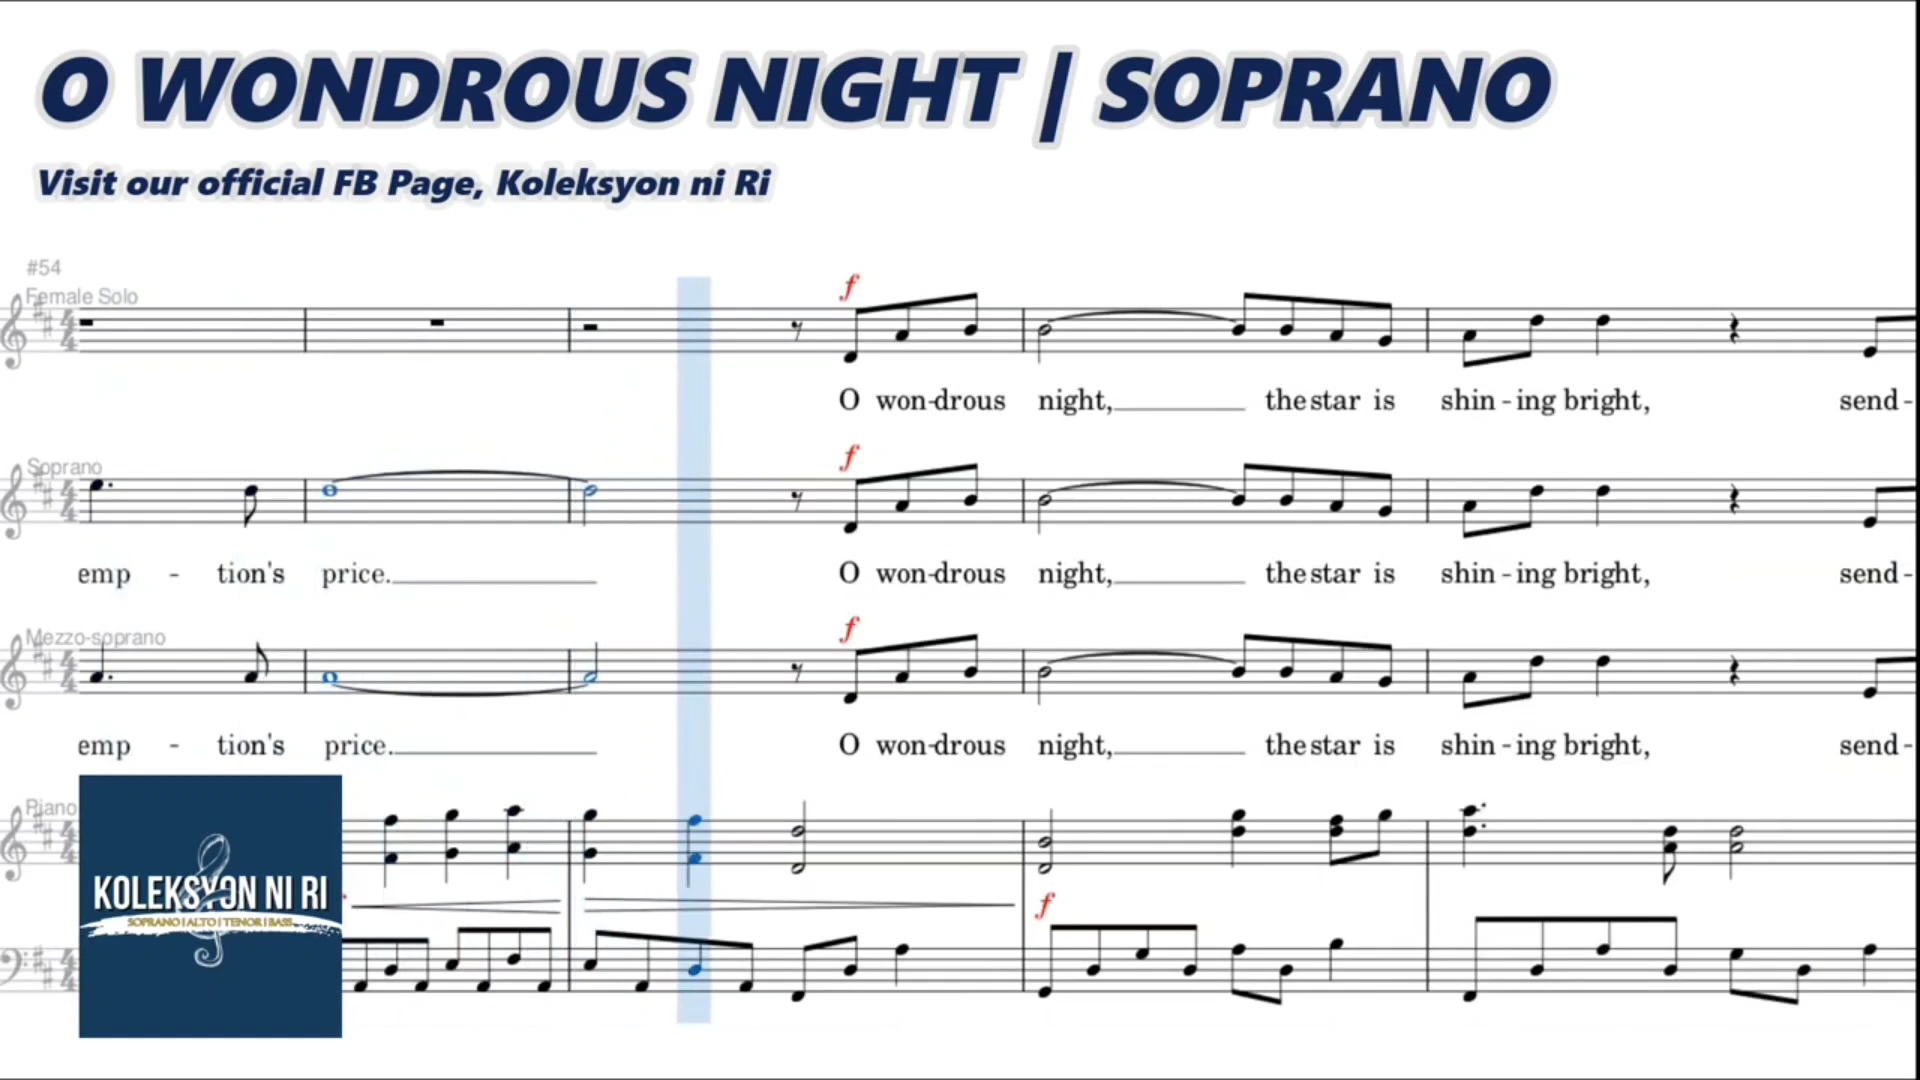 O WONDROUS NIGHT | SOPRANO
Visit our official FB Page, Koleksyon ni Ri
#54
Female Solo
f
O won-drous night, the star is shin - ing bright, send-
Soprano
f
emp - tion's price. O won-drous night, the star is shin - ing bright, send-
Mezzo-soprano
f
emp - tion's price. O won-drous night, the star is shin - ing bright, send-
Piano
f
KOLEKSYON NI RI
SOPRANO | ALTO | TENOR | BASS